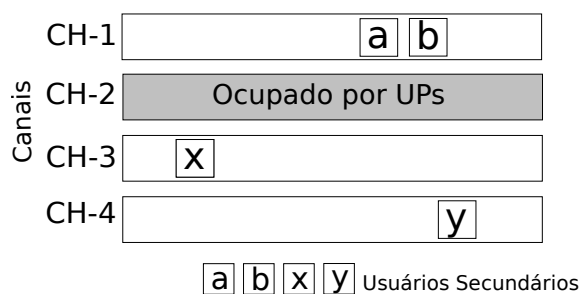 Canais
CH-1 a b
CH-2 Ocupado por UPs
CH-3 x
CH-4 y
a b x y Usuários Secundários